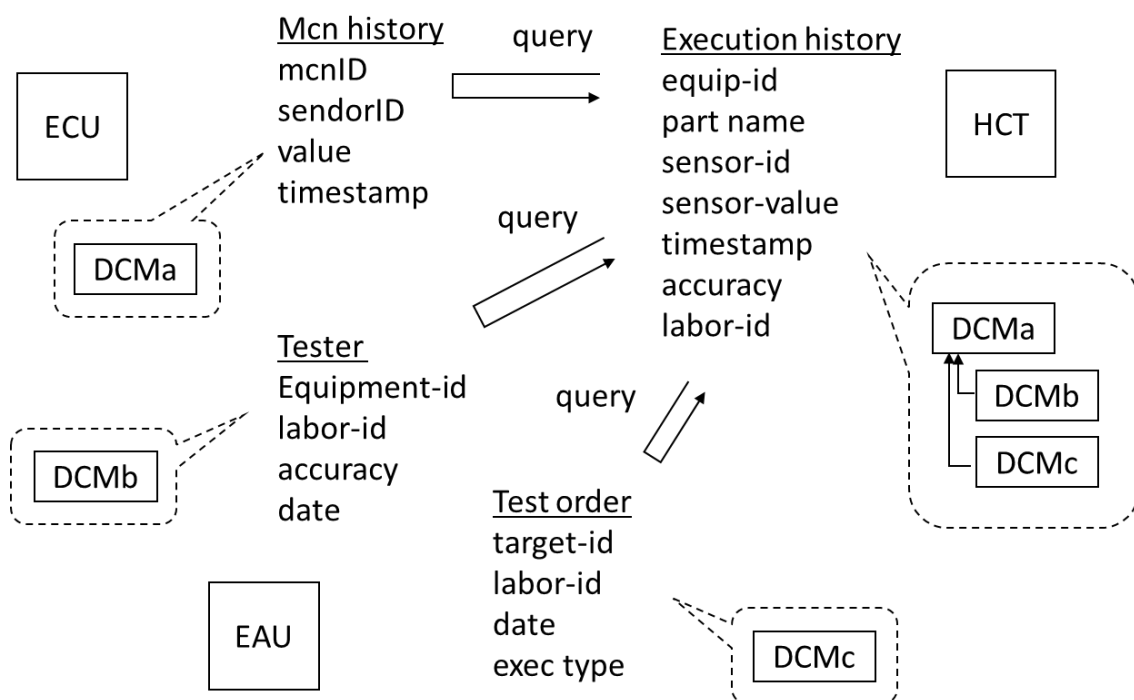 ECU
Mcn history
mcnID
sendorID
value
timestamp
query
Execution history
equip-id
part name
sensor-id
sensor-value
timestamp
accuracy
labor-id
HCT
DCMa
query
DCMa
DCMb
DCMc
Tester
Equipment-id
labor-id
accuracy
date
DCMb
query
Test order
target-id
labor-id
date
exec type
EAU
DCMc